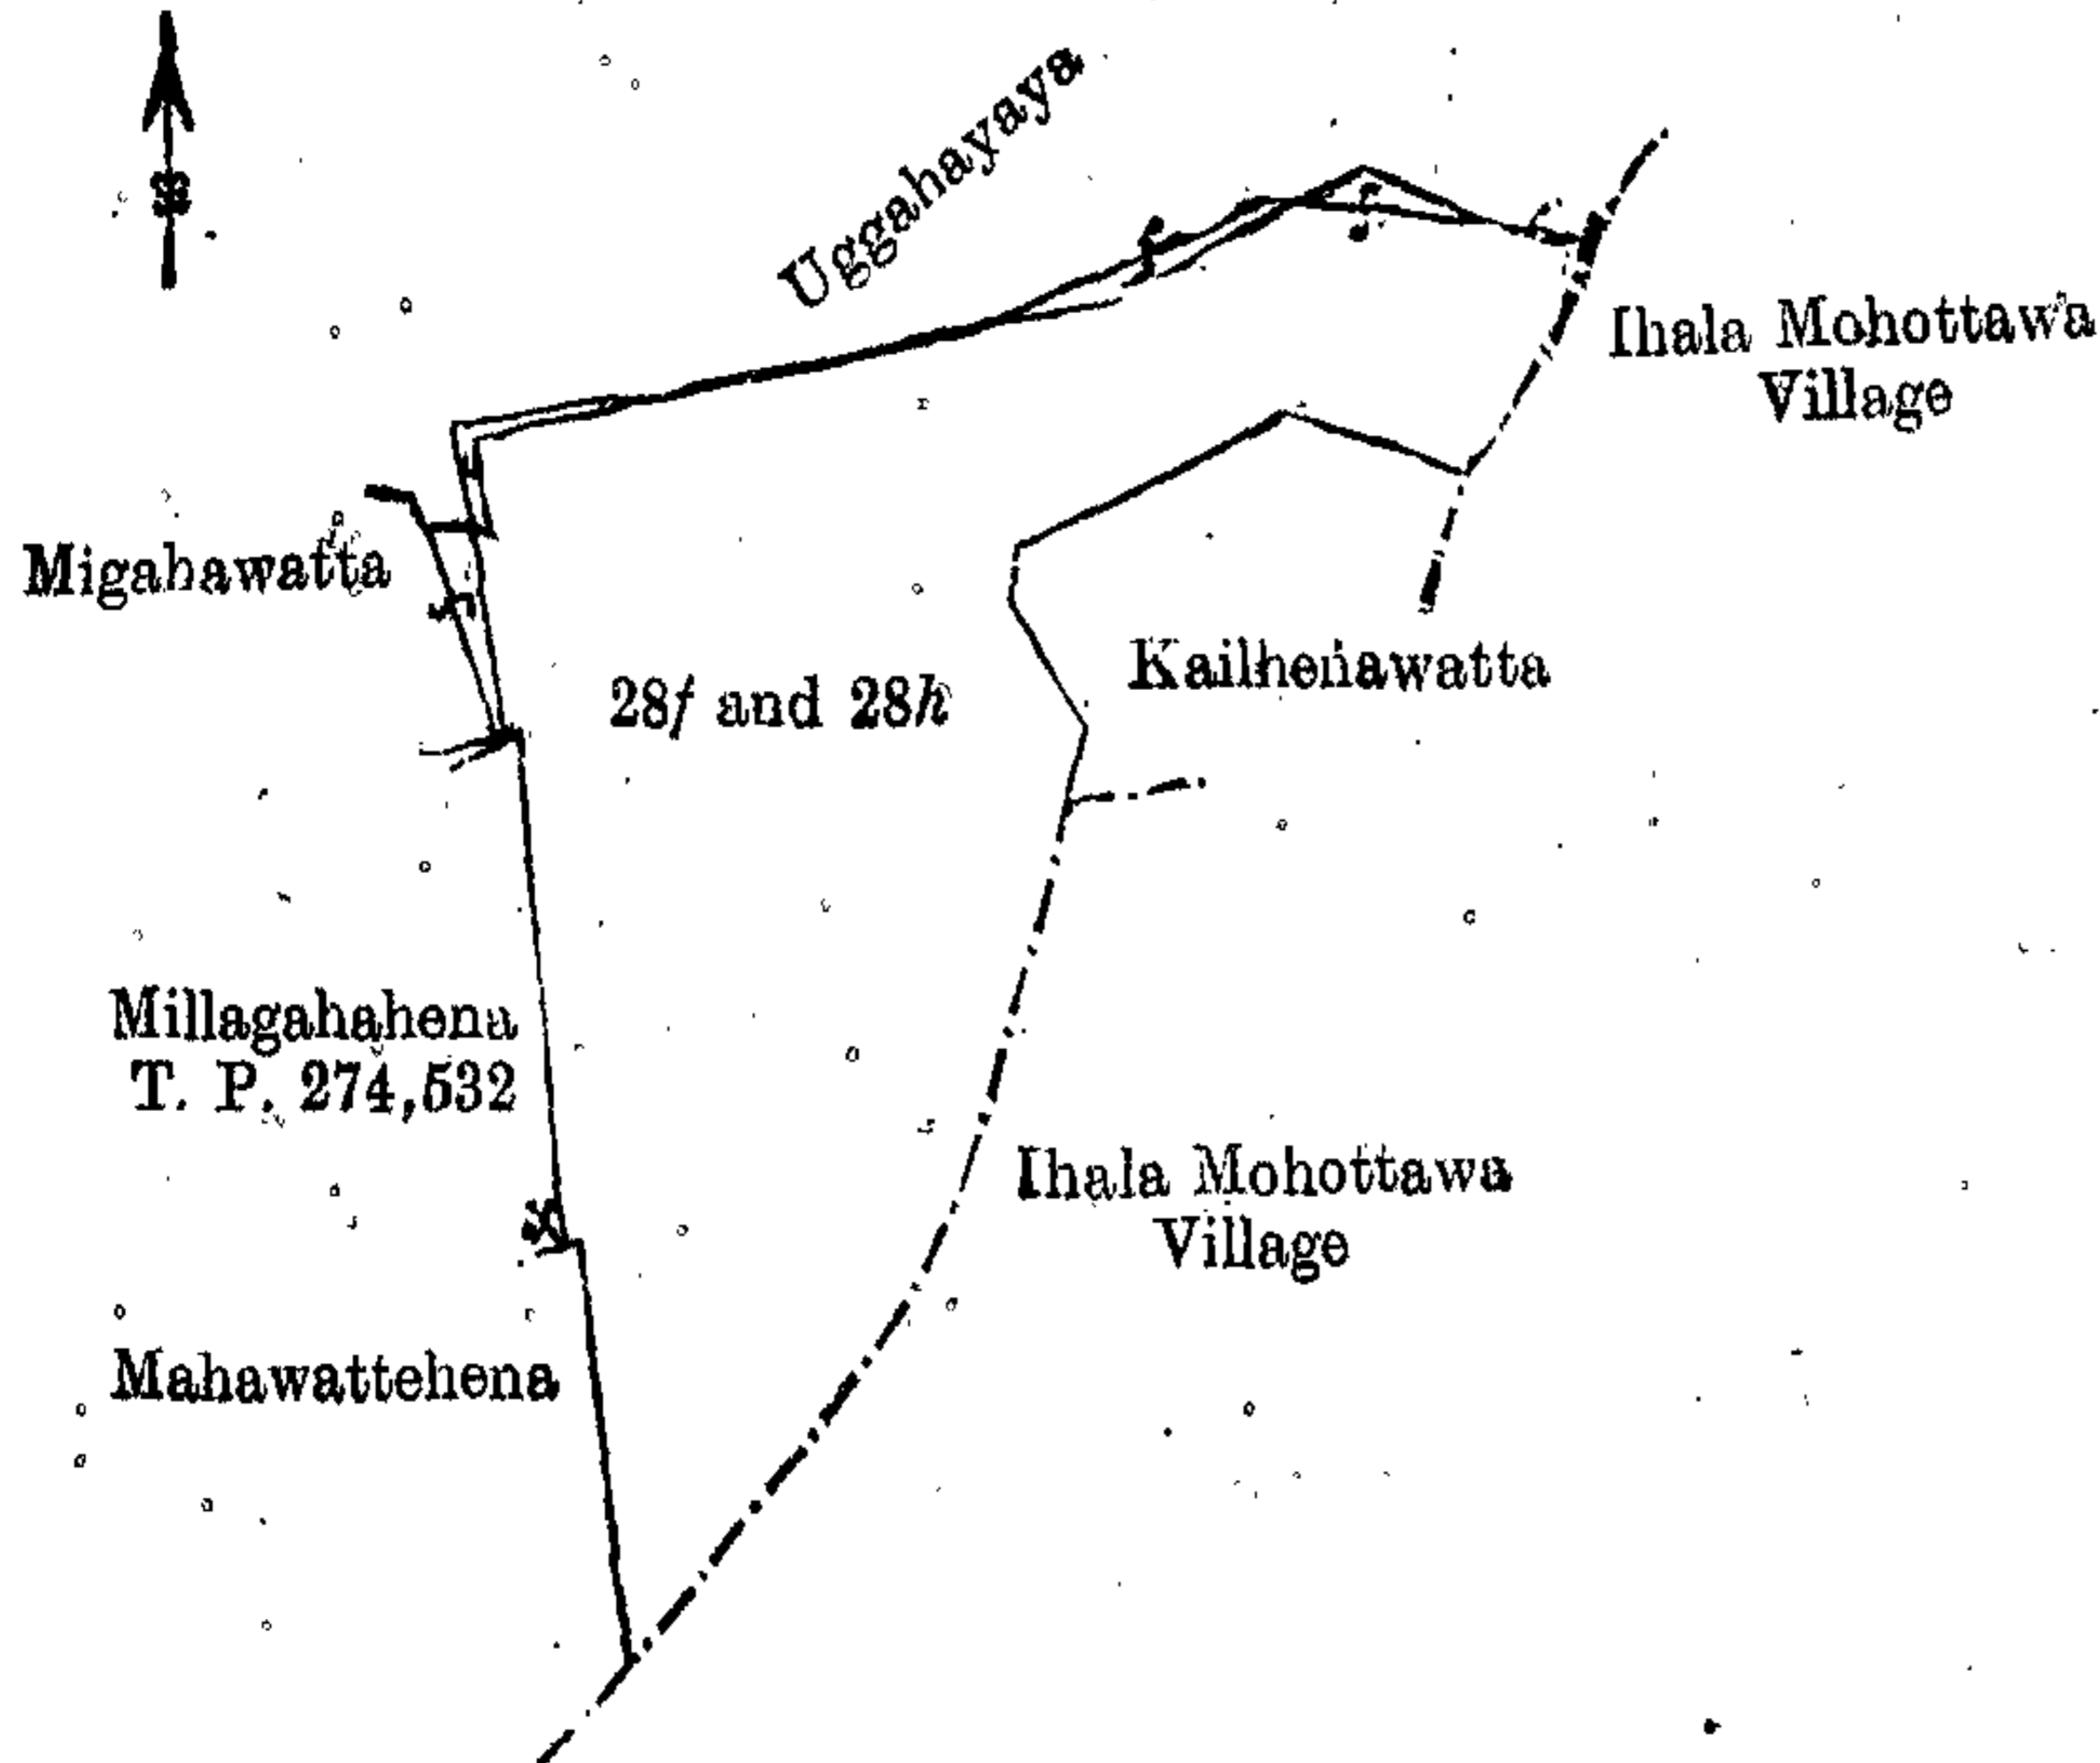 Uggahayaya
Ihala Mohottawa
Village
Migahawatta
Kailhenawatta
28f and 28h
Millagahahena
T. P. 274,532
Ihala Mohottawa
Village
Mahawattehena